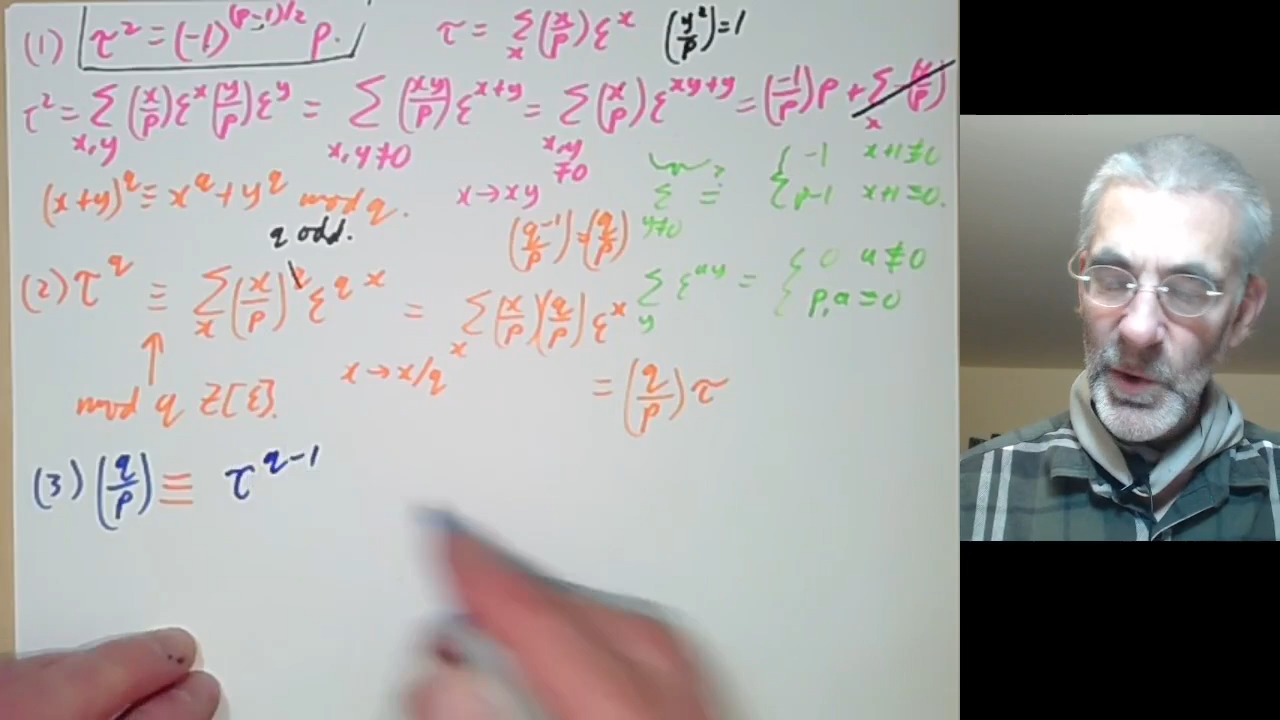 (1) τ² = (-1)^{(p-1)/2} p. τ = Σ_x (x/p) ε^x (y²/p) = 1
τ² = Σ_{x,y} (x/p) ε^x (y/p) ε^y = Σ_{x,y≠0} (xy/p) ε^{x+y} = Σ_{x,y≠0} (x/p) ε^{xy+y} = (-1/p) p + Σ_x (x/p)
x → xy
Σ_{y≠0} = { -1 x+1≢0
p-1 x+1≡0.
(x+y)^q ≡ x^q + y^q mod q.
q odd.
(q^{-1}/p) = (q/p)
Σ_y ε^{ay} = { 0 a≢0
p, a≡0
(2) τ^q ≡ Σ_x (x/p)^q ε^{qx} = Σ_x (x/p)(q/p) ε^x
↑ x → x/q = (q/p) τ
mod q Z[ε].
(3) (q/p) ≡ τ^{q-1}